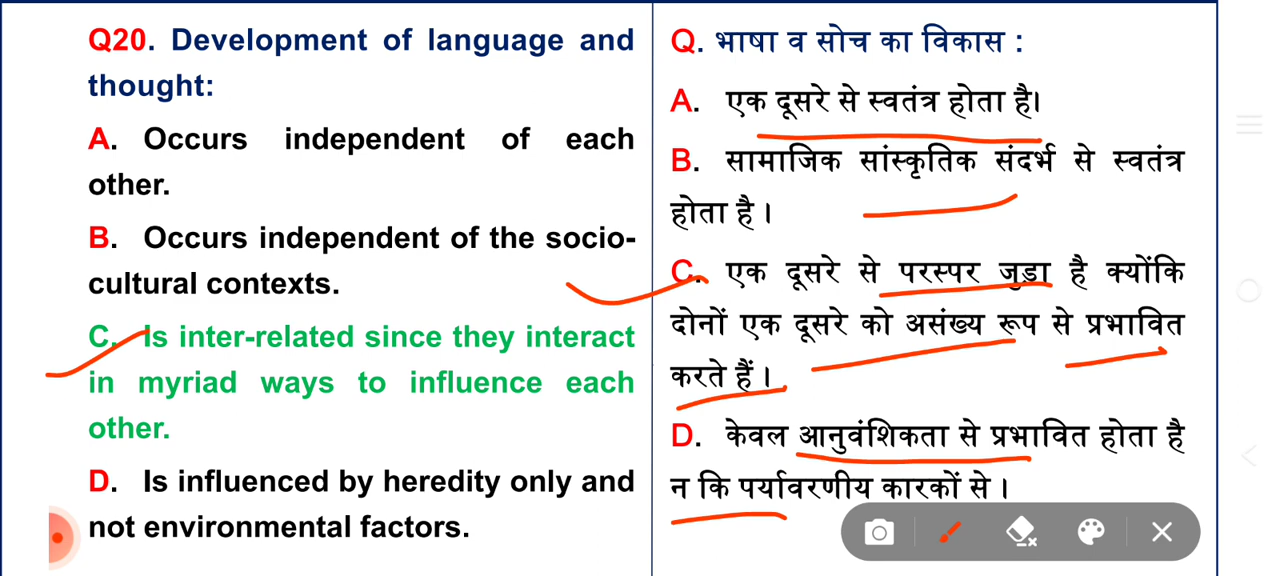 Q20. Development of language and
thought:
A. Occurs independent of each
other.
B. Occurs independent of the socio-
cultural contexts.
C. Is inter-related since they interact
in myriad ways to influence each
other.
D. Is influenced by heredity only and
not environmental factors.
Q. भाषा व सोच का विकास :
A. एक दूसरे से स्वतंत्र होता है।
B. सामाजिक सांस्कृतिक संदर्भ से स्वतंत्र
होता है ।
C. एक दूसरे से परस्पर जुड़ा है क्योंकि
दोनों एक दूसरे को असंख्य रूप से प्रभावित
करते हैं ।
D. केवल आनुवंशिकता से प्रभावित होता है
न कि पर्यावरणीय कारकों से ।